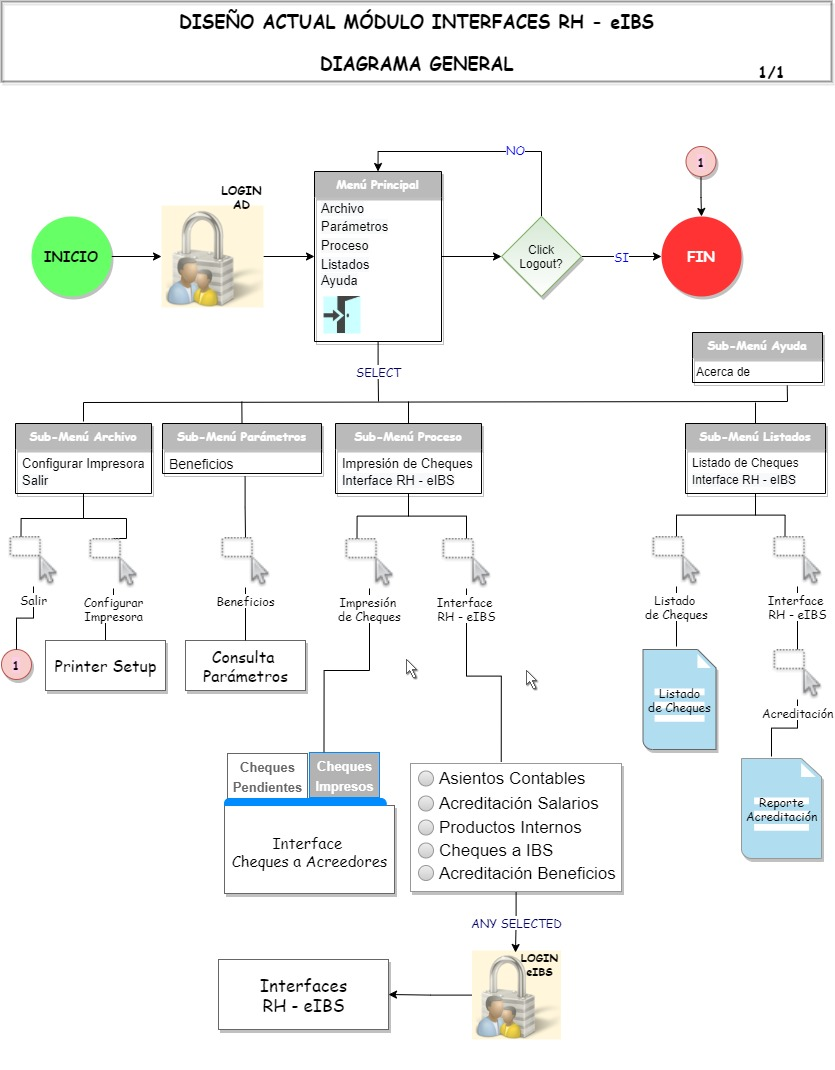 DISEÑO ACTUAL MÓDULO INTERFACES RH - eIBS
DIAGRAMA GENERAL
1/1
NO
1
LOGIN
AD
Menú Principal
Archivo
Parámetros
Proceso
Listados
Ayuda
INICIO
Click
Logout?
SI
FIN
SELECT
Sub-Menú Ayuda
Acerca de
Sub-Menú Archivo
Configurar Impresora
Salir
Sub-Menú Parámetros
Beneficios
Sub-Menú Proceso
Impresión de Cheques
Interface RH - eIBS
Sub-Menú Listados
Listado de Cheques
Interface RH - eIBS
Salir
Configurar
Impresora
Beneficios
Impresión
de Cheques
Interface
RH - eIBS
Listado
de Cheques
Interface
RH - eIBS
1
Printer Setup
Consulta
Parámetros
Listado
de Cheques
Acreditación
Reporte
Acreditación
Cheques
Pendientes
Cheques
Impresos
Interface
Cheques a Acreedores
Asientos Contables
Acreditación Salarios
Productos Internos
Cheques a IBS
Acreditación Beneficios
ANY SELECTED
LOGIN
eIBS
Interfaces
RH - eIBS